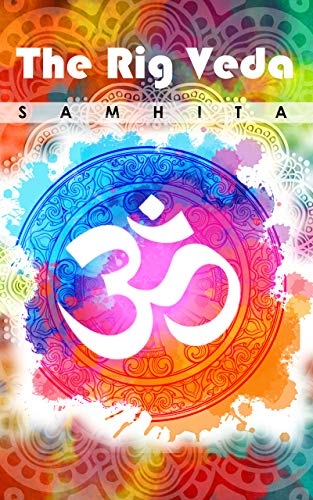 The Rig Veda
SAMHITA
ॐ